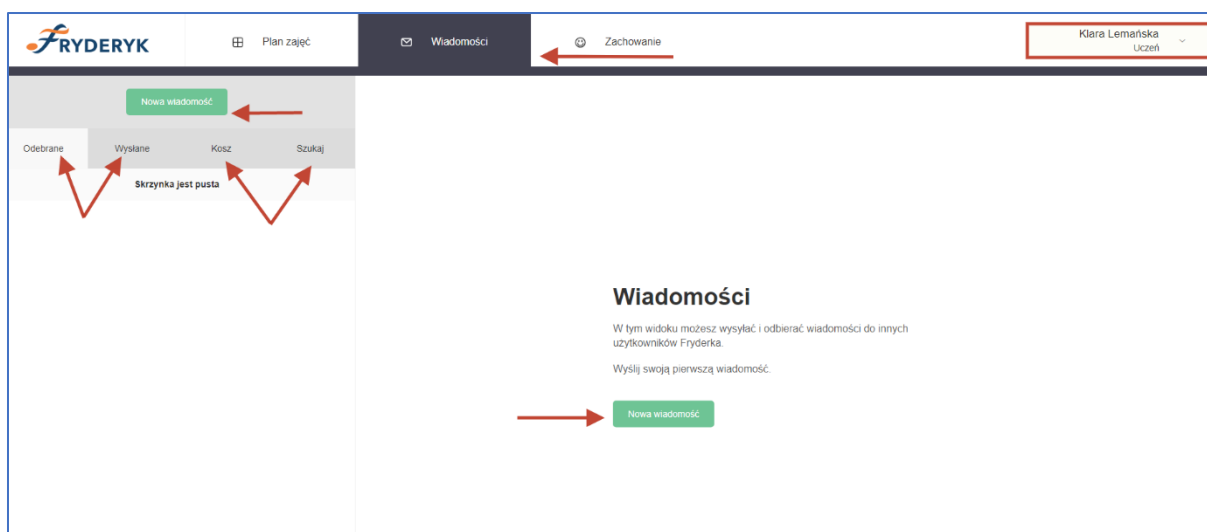 FRYDERYK
Plan zajęć
Wiadomości
Zachowanie
Klara Lemańska
Uczeń
Nowa wiadomość
Odebrane Wysłane Kosz Szukaj
Skrzynka jest pusta
Wiadomości
W tym widoku możesz wysyłać i odbierać wiadomości do innych
użytkowników Fryderka.
Wyślij swoją pierwszą wiadomość.
Nowa wiadomość